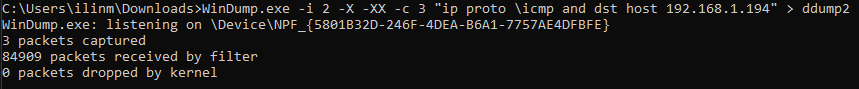 C:\Users\ilinm\Downloads>WinDump.exe -i 2 -X -XX -c 3 "ip proto \icmp and dst host 192.168.1.194" > ddump2
WinDump.exe: listening on \Device\NPF_{5801B32D-246F-4DEA-B6A1-7757AE4DFBFE}
3 packets captured
84909 packets received by filter
0 packets dropped by kernel